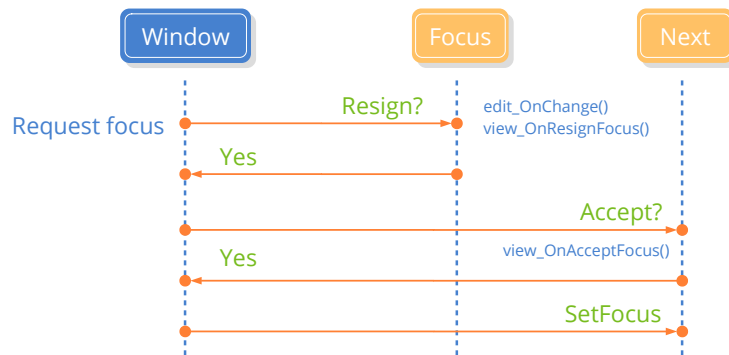 Window
Focus
Next
Resign?
edit_OnChange()
view_OnResignFocus()
Request focus
Yes
Accept?
Yes
view_OnAcceptFocus()
SetFocus